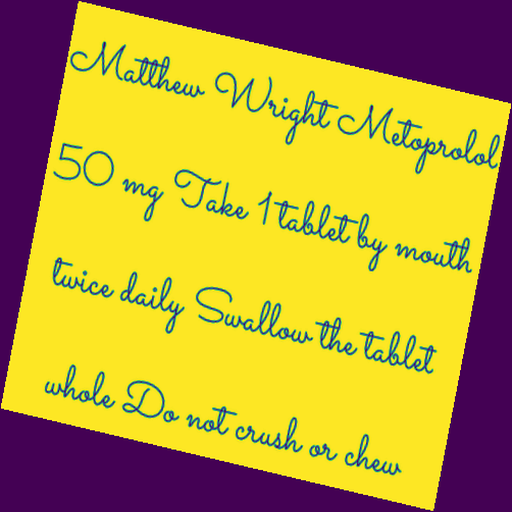 Matthew Wright Metoprolol
50 mg Take 1 tablet by mouth
twice daily Swallow the tablet
whole Do not crush or chew